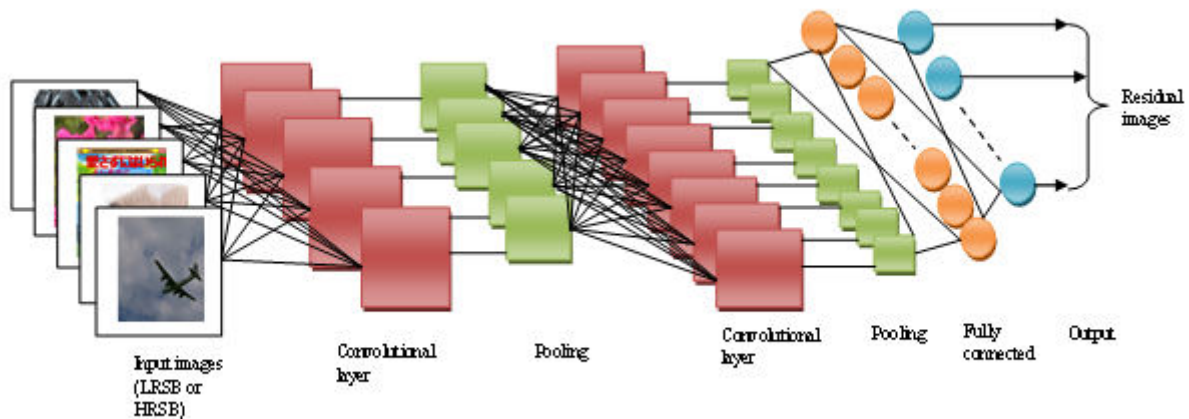 Residual
images
Input images
(LRSB or
HRSB)
Convolutional
layer
Pooling
Convolutional
layer
Pooling
Fully
connected
Output